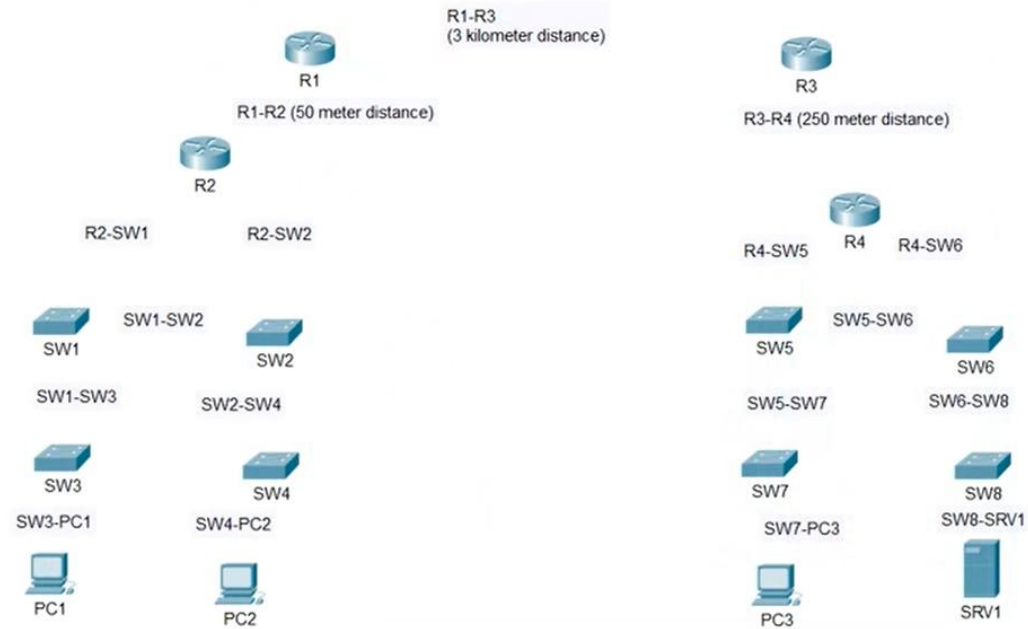 R1-R3
(3 kilometer distance)
R1
R3
R1-R2 (50 meter distance)
R3-R4 (250 meter distance)
R2
R2-SW1
R2-SW2
R4-SW5
R4
R4-SW6
SW1
SW1-SW2
SW2
SW5
SW5-SW6
SW6
SW1-SW3
SW2-SW4
SW5-SW7
SW6-SW8
SW3
SW4
SW7
SW8
SW3-PC1
SW4-PC2
SW7-PC3
SW8-SRV1
PC1
PC2
PC3
SRV1